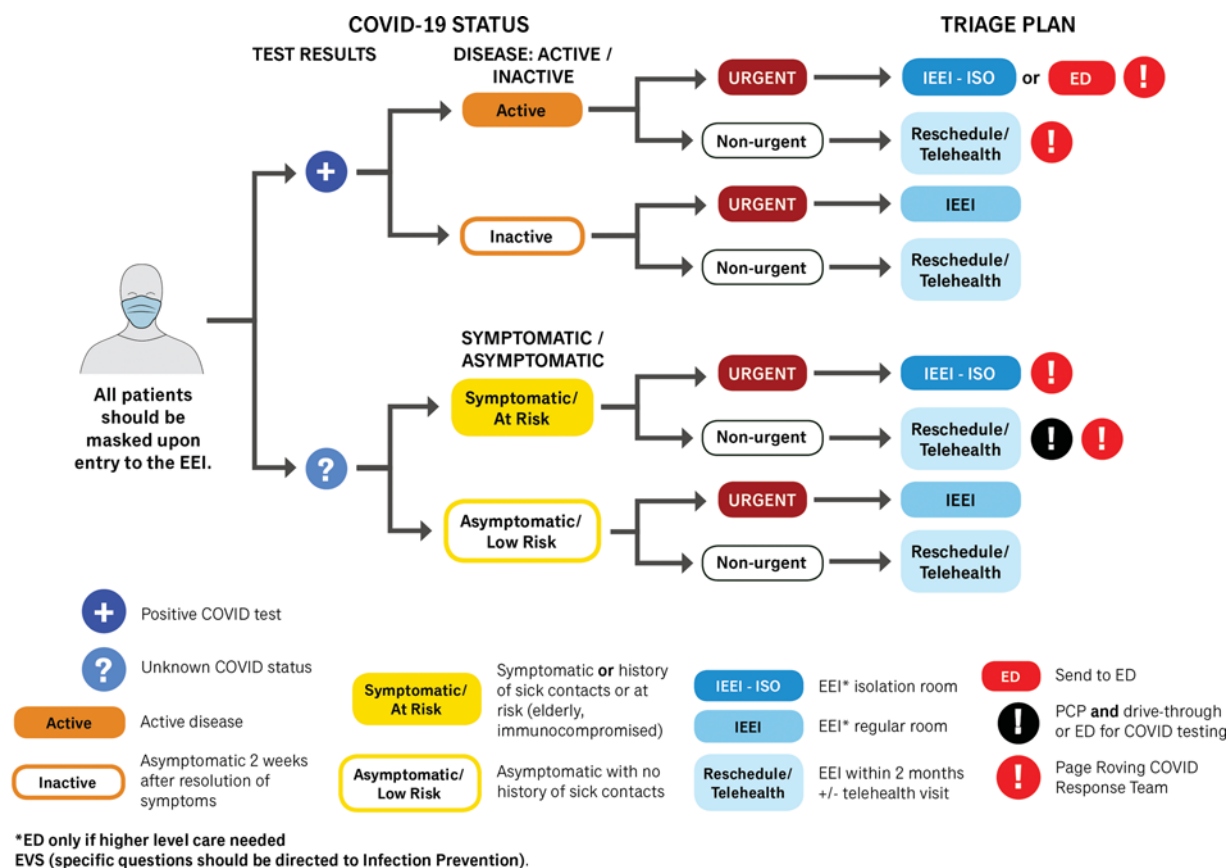 COVID-19 STATUS
TRIAGE PLAN
TEST RESULTS
DISEASE: ACTIVE /
INACTIVE
Active
URGENT
IEEI - ISO
or
ED
!
Non-urgent
Reschedule/
Telehealth
!
+
Inactive
URGENT
IEEI
Non-urgent
Reschedule/
Telehealth
All patients
should be
masked upon
entry to the EEI.
SYMPTOMATIC /
ASYMPTOMATIC
Symptomatic/
At Risk
URGENT
IEEI - ISO
!
Non-urgent
Reschedule/
Telehealth
!
!
?
Asymptomatic/
Low Risk
URGENT
IEEI
Non-urgent
Reschedule/
Telehealth
+
Positive COVID test
?
Unknown COVID status
Active
Active disease
Inactive
Asymptomatic 2 weeks
after resolution of
symptoms
Symptomatic/
At Risk
Symptomatic or history
of sick contacts or at
risk (elderly,
immunocompromised)
Asymptomatic/
Low Risk
Asymptomatic with no
history of sick contacts
IEEI - ISO
EEI* isolation room
IEEI
EEI* regular room
Reschedule/
Telehealth
EEI within 2 months
+/- telehealth visit
ED
Send to ED
!
PCP and drive-through
or ED for COVID testing
!
Page Roving COVID
Response Team
*ED only if higher level care needed
EVS (specific questions should be directed to Infection Prevention).